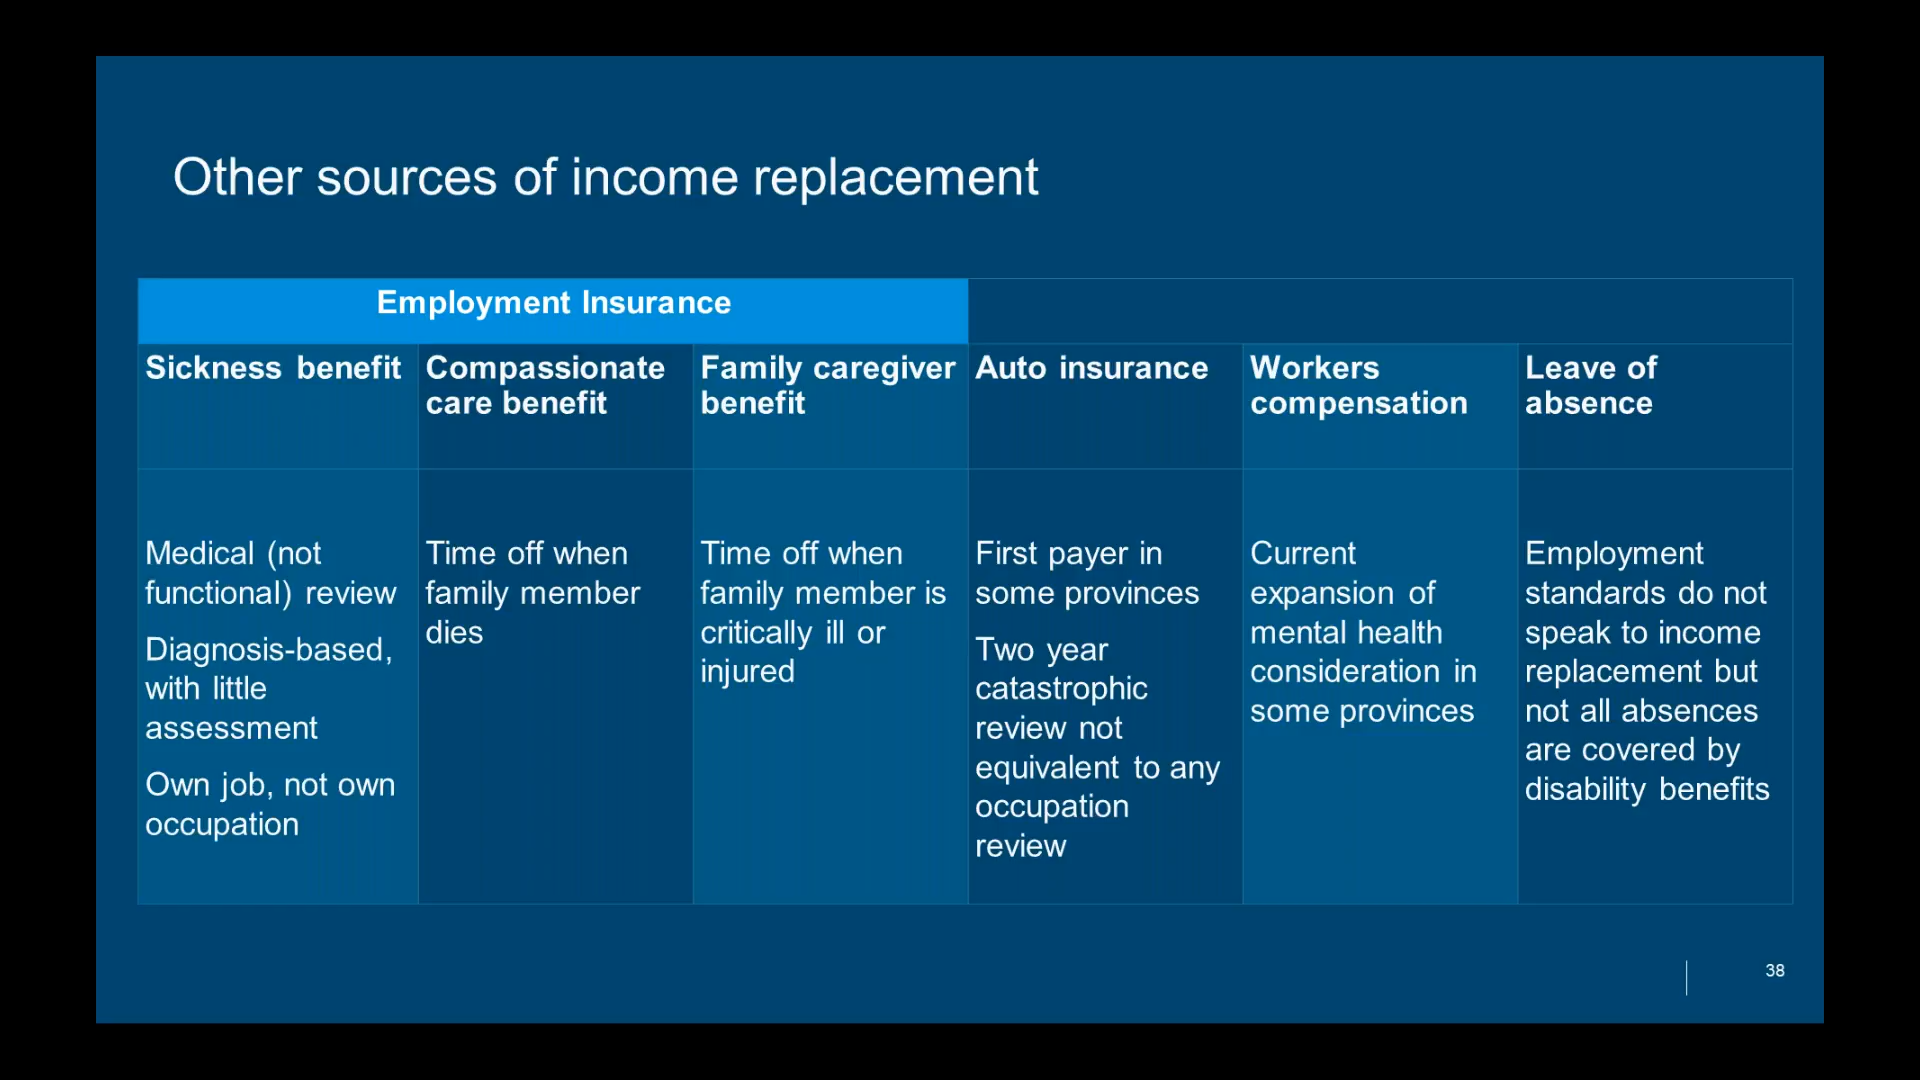 Other sources of income replacement
Employment Insurance
Sickness benefit
Compassionate
care benefit
Family caregiver
benefit
Auto insurance
Workers
compensation
Leave of
absence
Medical (not
functional) review
Diagnosis-based,
with little
assessment
Own job, not own
occupation
Time off when
family member
dies
Time off when
family member is
critically ill or
injured
First payer in
some provinces
Two year
catastrophic
review not
equivalent to any
occupation
review
Current
expansion of
mental health
consideration in
some provinces
Employment
standards do not
speak to income
replacement but
not all absences
are covered by
disability benefits
38